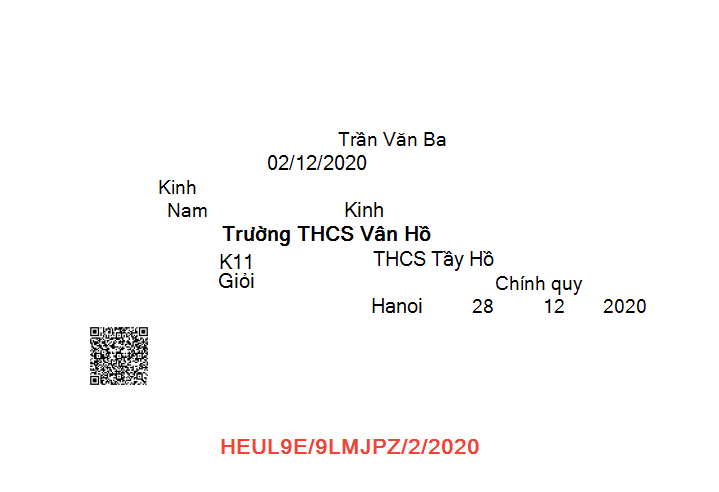 Trần Văn Ba
02/12/2020
Kinh
Nam Kinh
Trường THCS Vân Hồ
K11 THCS Tây Hồ
Giỏi
Chính quy
Hanoi 28 12 2020
HEUL9E/9LMJPZ/2/2020